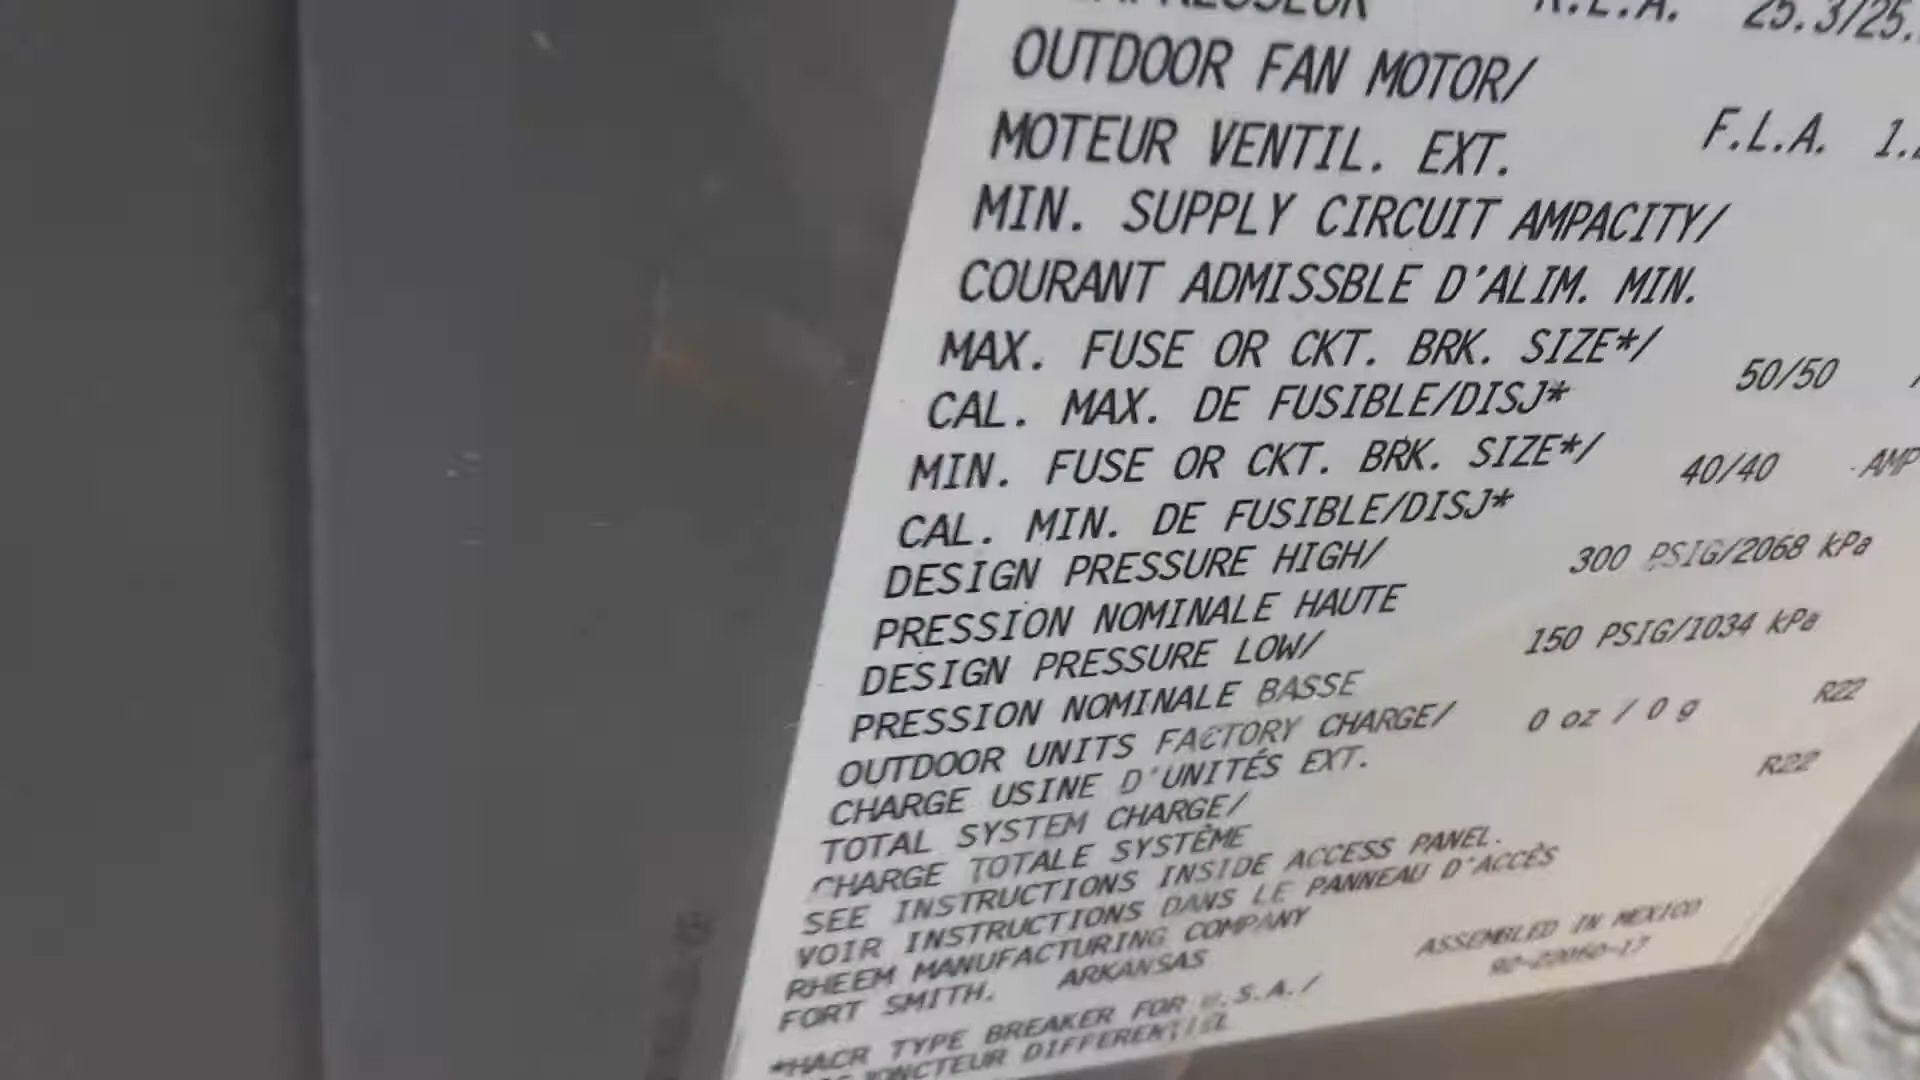 R.L.A. 25.3/25.
OUTDOOR FAN MOTOR/
MOTEUR VENTIL. EXT. F.L.A. 1.
MIN. SUPPLY CIRCUIT AMPACITY/
COURANT ADMISSBLE D'ALIM. MIN.
MAX. FUSE OR CKT. BRK. SIZE*/
CAL. MAX. DE FUSIBLE/DISJ* 50/50
MIN. FUSE OR CKT. BRK. SIZE*/
CAL. MIN. DE FUSIBLE/DISJ* 40/40 AMP
DESIGN PRESSURE HIGH/
PRESSION NOMINALE HAUTE 300 PSIG/2068 kPa
DESIGN PRESSURE LOW/
PRESSION NOMINALE BASSE 150 PSIG/1034 kPa
OUTDOOR UNITS FACTORY CHARGE/
CHARGE USINE D'UNITÉS EXT. 0 oz / 0 g R22
TOTAL SYSTEM CHARGE/
CHARGE TOTALE SYSTÈME R22
SEE INSTRUCTIONS INSIDE ACCESS PANEL.
VOIR INSTRUCTIONS DANS LE PANNEAU D'ACCÈS
RHEEM MANUFACTURING COMPANY
FORT SMITH. ARKANSAS
ASSEMBLED IN MEXICO
*HACR TYPE BREAKER FOR U.S.A./
DIFFERENTIEL